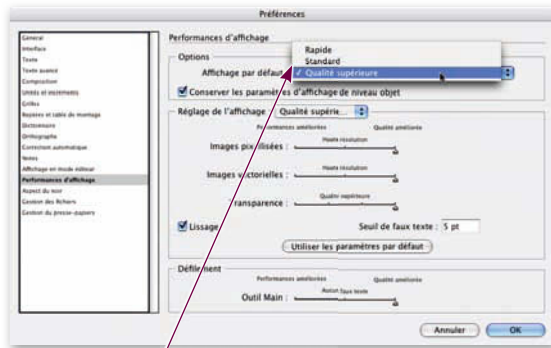 Préférences
Général
Interface
Texte
Texte avancé
Composition
Unités et incréments
Grilles
Repères et table de montage
Dictionnaire
Orthographe
Correction automatique
Notes
Affichage en mode éditeur
Performances d'affichage
Aspect du noir
Gestion des fichiers
Gestion du presse-papiers
Performances d'affichage
Options
Rapide
Standard
Affichage par défaut
✓ Qualité supérieure
Conserver les paramètres d'affichage de niveau objet
Réglage de l'affichage
Qualité supérie...
Performances améliorées
Qualité améliorée
Haute résolution
Images pixélisées :
Haute résolution
Images vectorielles :
Qualité supérieure
Transparence :
Lissage
Seuil de faux texte : 5 pt
Utiliser les paramètres par défaut
Défilement
Performances améliorées
Qualité améliorée
Aucun faux texte
Outil Main :
Annuler
OK